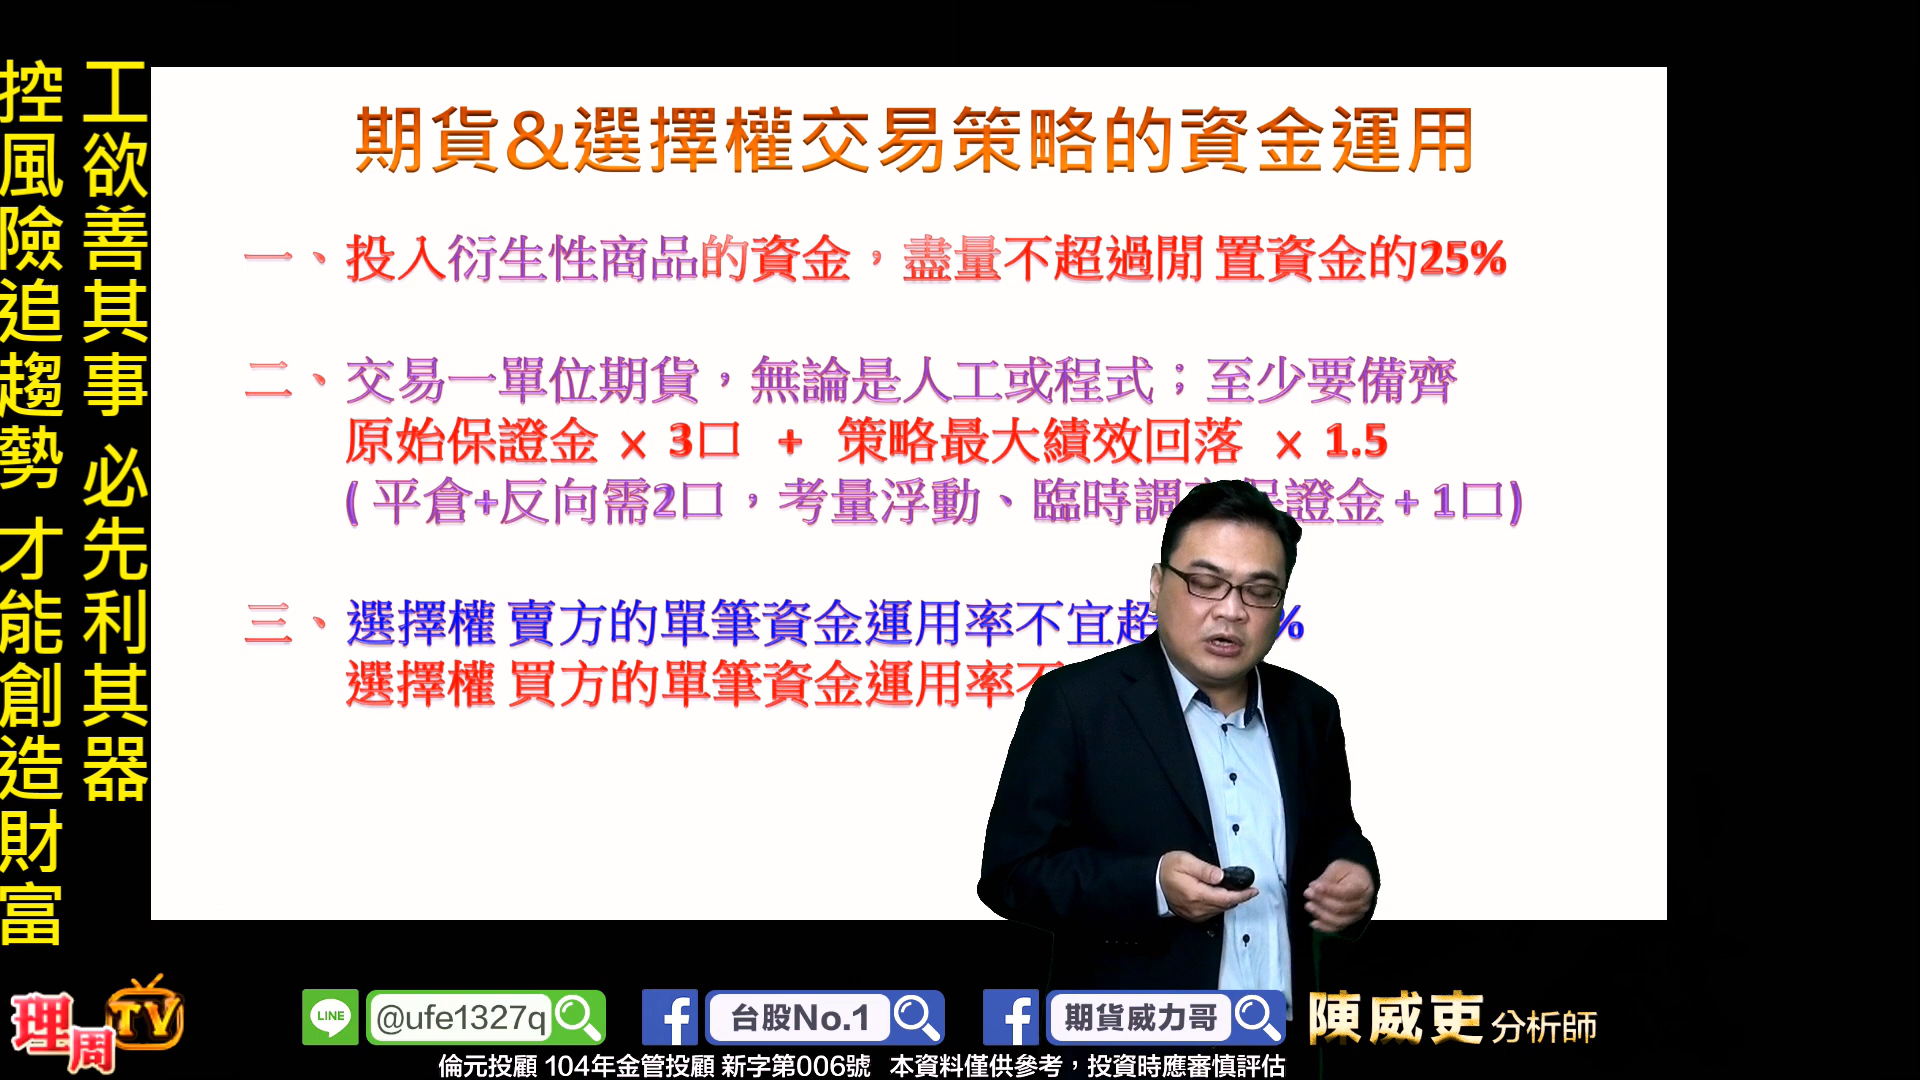 工欲善其事 必先利其器
控風險追趨勢 才能創造財富
期貨&選擇權交易策略的資金運用
一、投入衍生性商品的資金，盡量不超過閒 置資金的25%
二、交易一單位期貨，無論是人工或程式；至少要備齊
原始保證金 × 3口 + 策略最大績效回落 × 1.5
( 平倉+反向需2口，考量浮動、臨時調 保證金 + 1口)
三、選擇權 賣方的單筆資金運用率不宜超 %
選擇權 買方的單筆資金運用率不
理周TV
LINE @ufe1327q
f 台股No.1
f 期貨威力哥
陳威吏 分析師
倫元投顧 104年金管投顧 新字第006號 本資料僅供參考，投資時應審慎評估